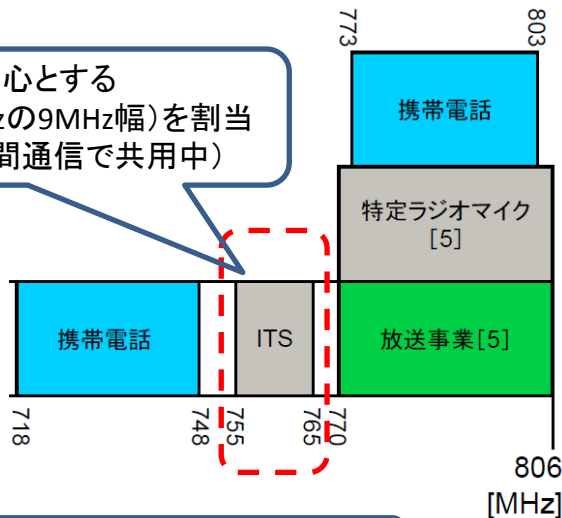 773
803
心とする
zの9MHz幅)を割当
間通信で共用中)
携帯電話
特定ラジオマイク
[5]
携帯電話
ITS
放送事業[5]
718
748
755
765
770
806
[MHz]